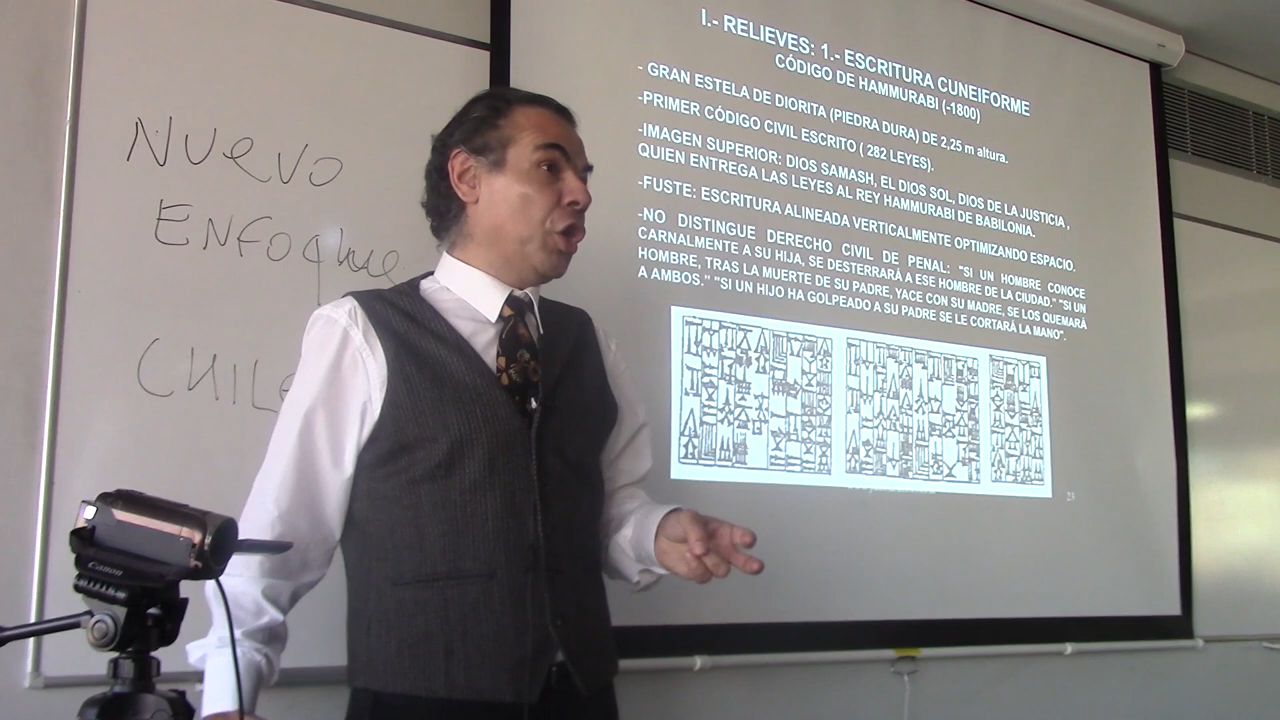 NUevo
ENFoque
CHILE
I.- RELIEVES: 1.- ESCRITURA CUNEIFORME
CÓDIGO DE HAMMURABI (-1800)
- GRAN ESTELA DE DIORITA (PIEDRA DURA) DE 2,25 m altura.
-PRIMER CÓDIGO CIVIL ESCRITO ( 282 LEYES).
-IMAGEN SUPERIOR: DIOS SAMASH, EL DIOS SOL, DIOS DE LA JUSTICIA ,
QUIEN ENTREGA LAS LEYES AL REY HAMMURABI DE BABILONIA.
-FUSTE: ESCRITURA ALINEADA VERTICALMENTE OPTIMIZANDO ESPACIO.
-NO DISTINGUE DERECHO CIVIL DE PENAL: "SI UN HOMBRE CONOCE
CARNALMENTE A SU HIJA, SE DESTERRARÁ A ESE HOMBRE DE LA CIUDAD." "SI UN
HOMBRE, TRAS LA MUERTE DE SU PADRE, YACE CON SU MADRE, SE LOS QUEMARÁ
A AMBOS." "SI UN HIJO HA GOLPEADO A SU PADRE SE LE CORTARÁ LA MANO".
Canon